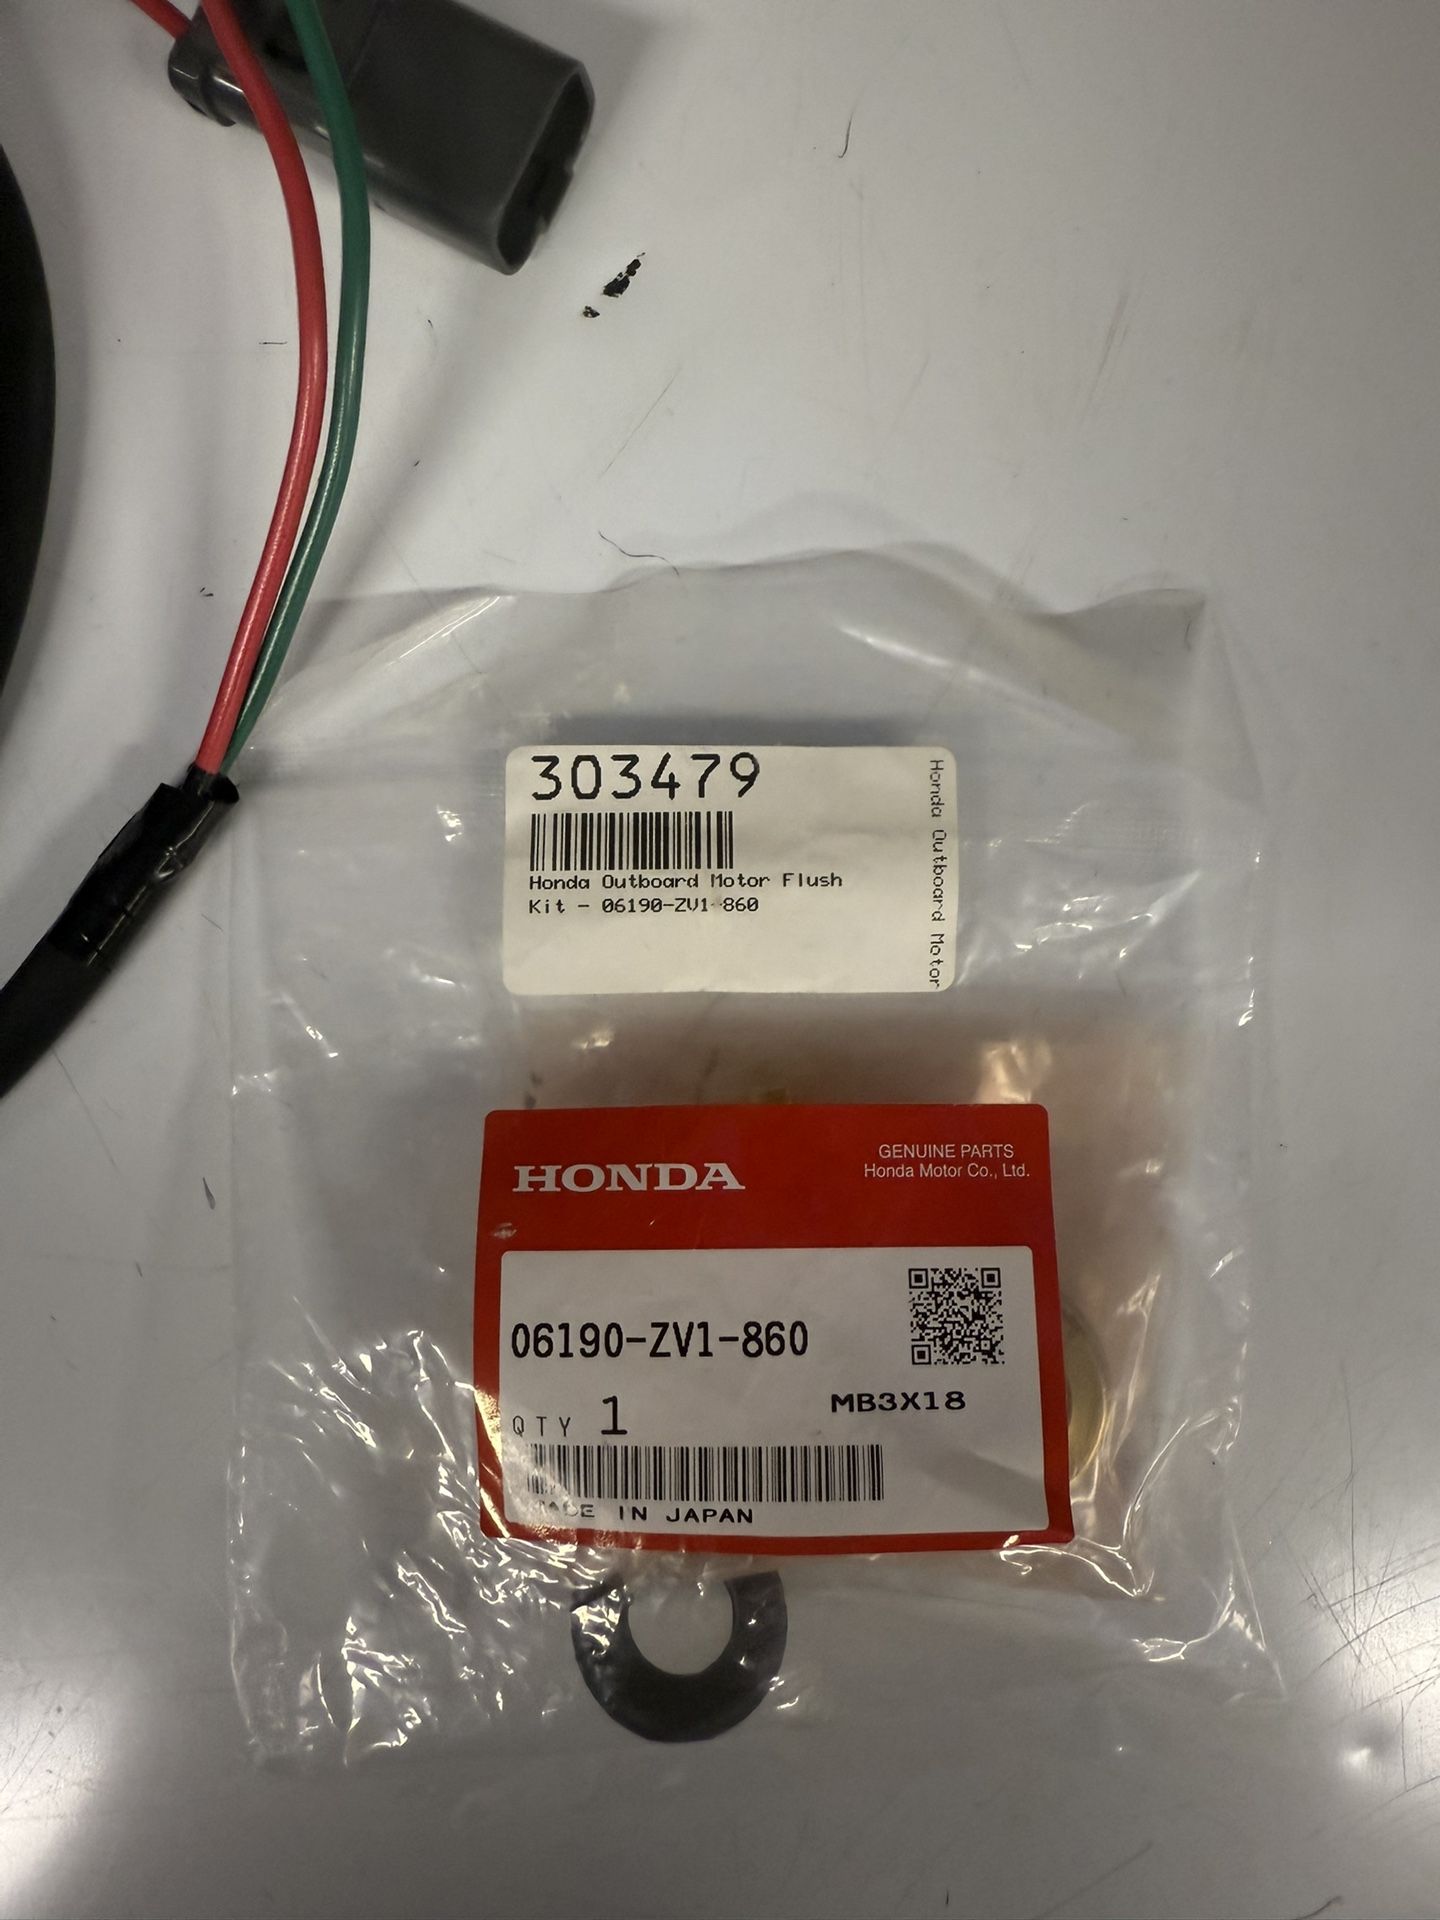 303479
Honda Outboard Motor Flush
Kit - 06190-ZV1-860
Honda Outboard Motor
HONDA
GENUINE PARTS
Honda Motor Co., Ltd.
06190-ZV1-860
QTY 1
MB3X18
MADE IN JAPAN